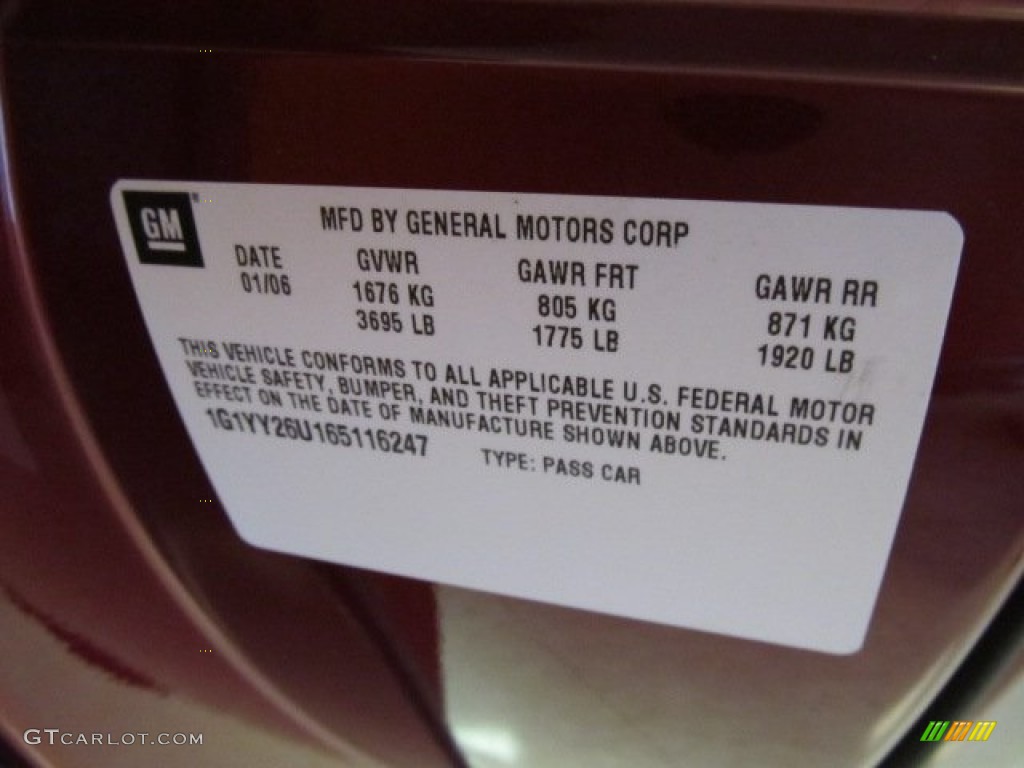 GM
MFD BY GENERAL MOTORS CORP
DATE GVWR GAWR FRT GAWR RR
01/06 1676 KG 805 KG 871 KG
3695 LB 1775 LB 1920 LB
THIS VEHICLE CONFORMS TO ALL APPLICABLE U.S. FEDERAL MOTOR
VEHICLE SAFETY, BUMPER, AND THEFT PREVENTION STANDARDS IN
EFFECT ON THE DATE OF MANUFACTURE SHOWN ABOVE.
1G1YY26U165116247 TYPE: PASS CAR
GTCARLOT.COM